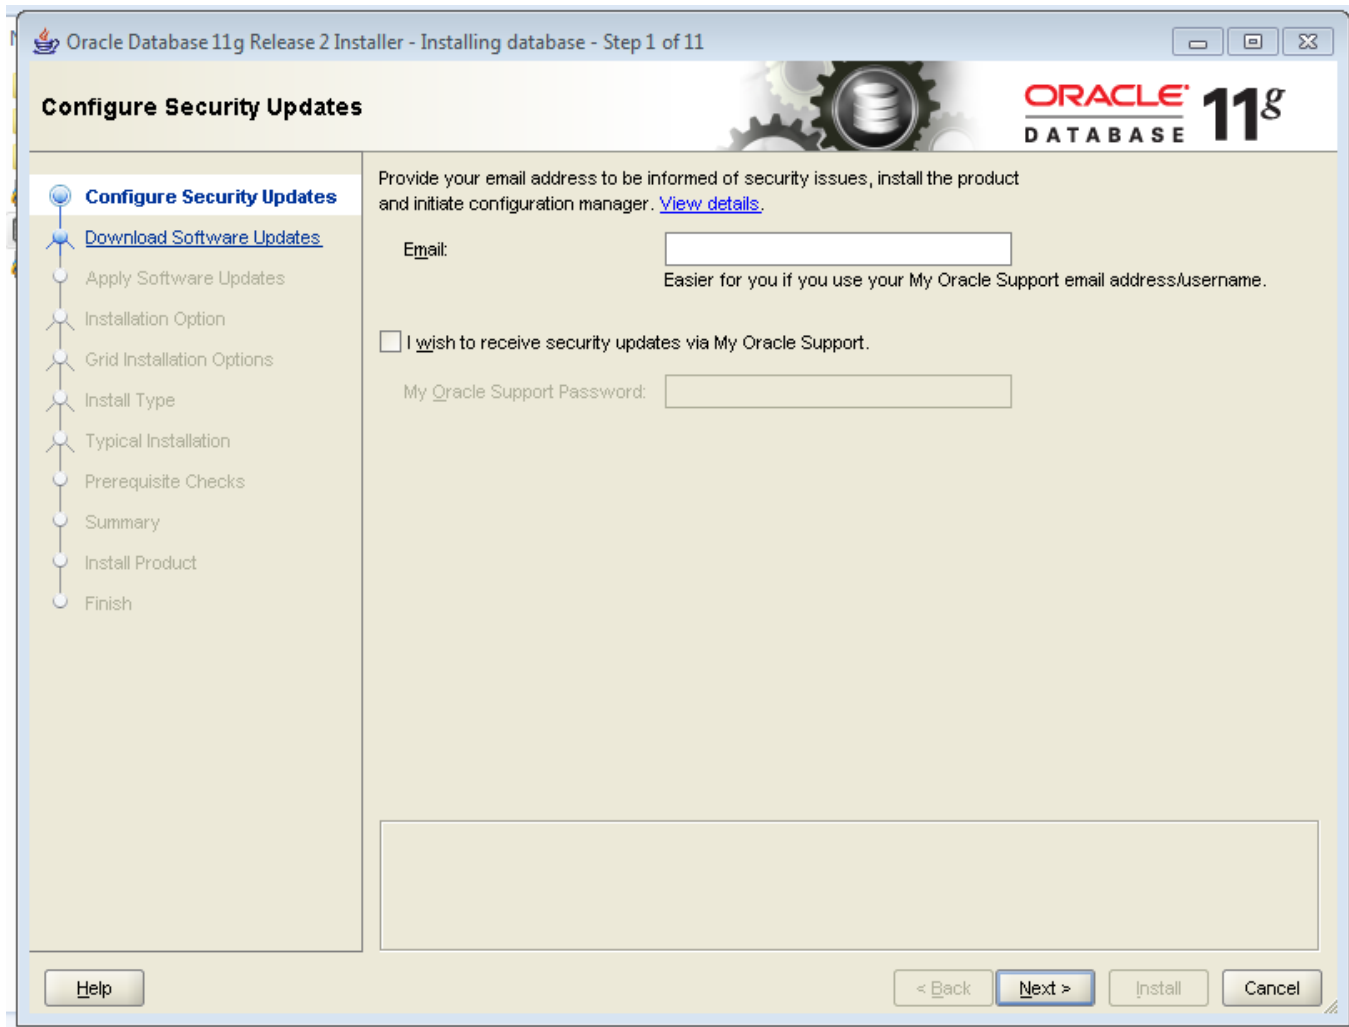 Oracle Database 11g Release 2 Installer - Installing database - Step 1 of 11
Configure Security Updates
ORACLE
DATABASE
11g
Configure Security Updates
Download Software Updates
Apply Software Updates
Installation Option
Grid Installation Options
Install Type
Typical Installation
Prerequisite Checks
Summary
Install Product
Finish
Provide your email address to be informed of security issues, install the product
and initiate configuration manager. View details.
Email:
Easier for you if you use your My Oracle Support email address/username.
I wish to receive security updates via My Oracle Support.
My Oracle Support Password:
Help
< Back
Next >
Install
Cancel